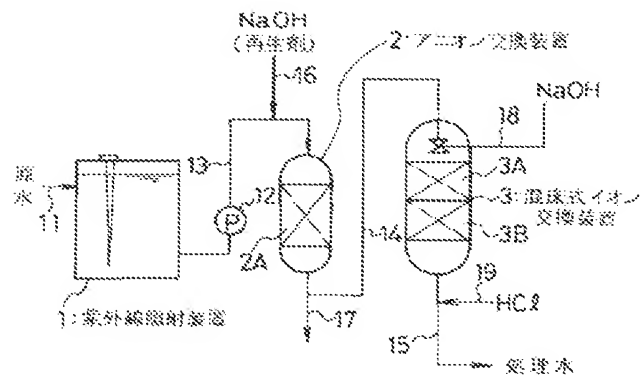 NaOH
(再生剤)
16
2:アニオン交換装置
NaOH
18
13
原水
11
12
P
3A
3:混床式イオン
交換装置
3B
2A
14
19
HCl
1:紫外線照射装置
17
15
処理水